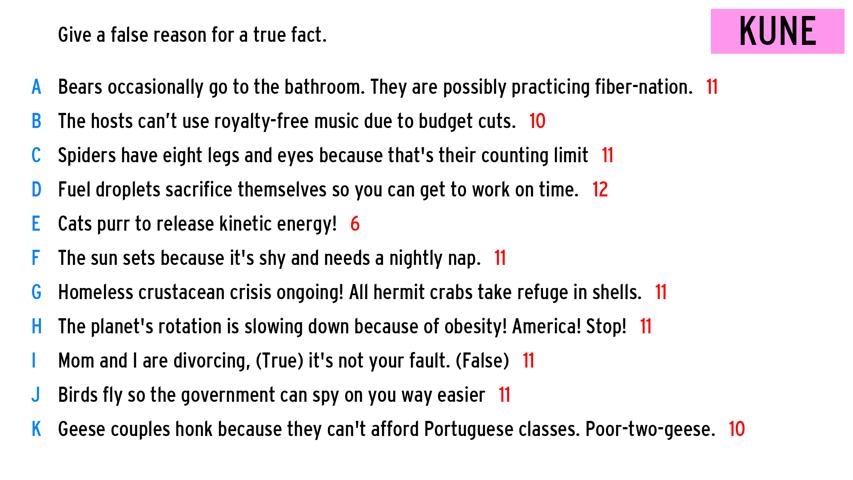 Give a false reason for a true fact.
KUNE
A Bears occasionally go to the bathroom. They are possibly practicing fiber-nation. 11
B The hosts can't use royalty-free music due to budget cuts. 10
C Spiders have eight legs and eyes because that's their counting limit 11
D Fuel droplets sacrifice themselves so you can get to work on time. 12
E Cats purr to release kinetic energy! 6
F The sun sets because it's shy and needs a nightly nap. 11
G Homeless crustacean crisis ongoing! All hermit crabs take refuge in shells. 11
H The planet's rotation is slowing down because of obesity! America! Stop! 11
I Mom and I are divorcing, (True) it's not your fault. (False) 11
J Birds fly so the government can spy on you way easier 11
K Geese couples honk because they can't afford Portuguese classes. Poor-two-geese. 10